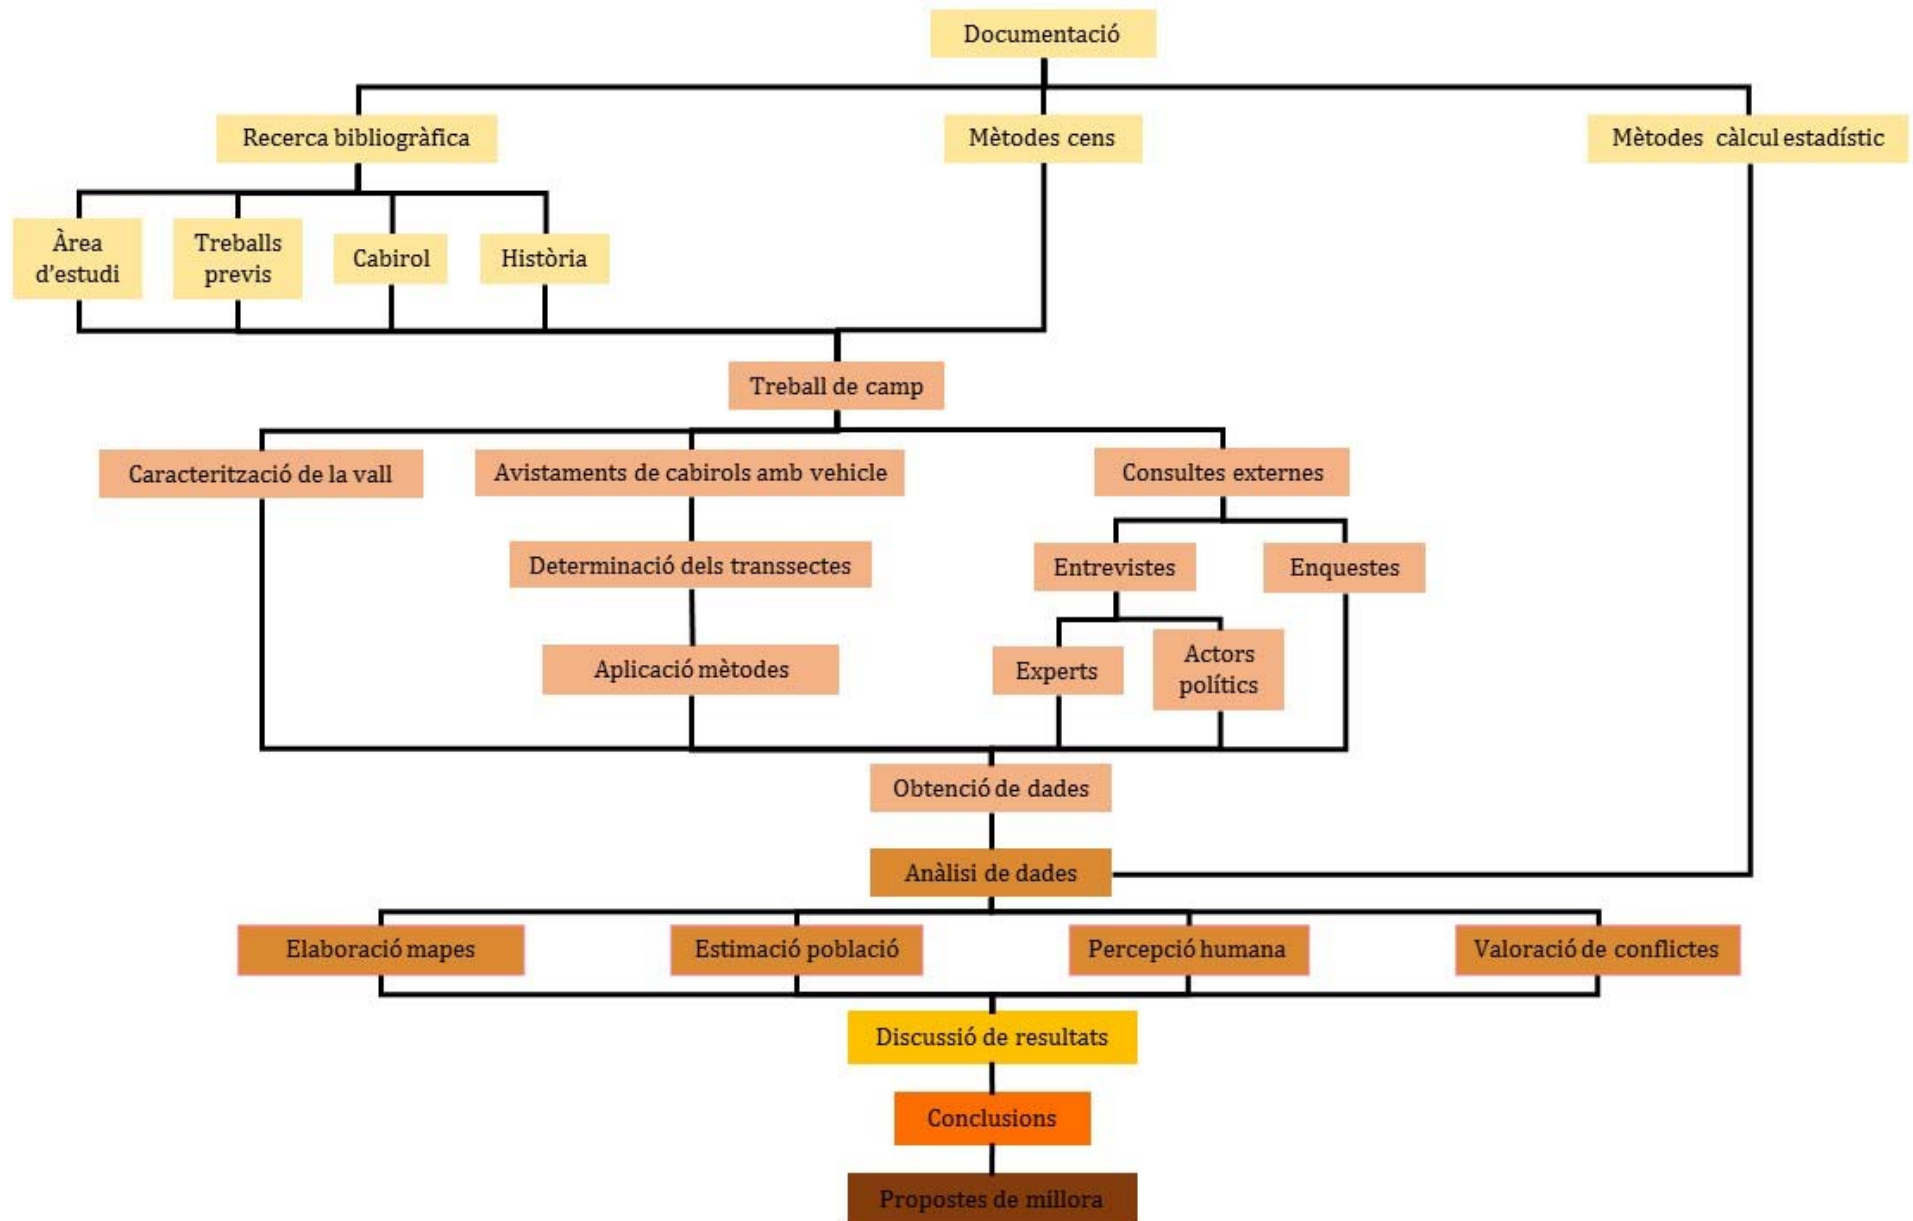 Documentació
Recerca bibliogràfica
Mètodes cens
Mètodes càlcul estadístic
Àrea
d'estudi
Treballs
previs
Cabirol
Història
Treball de camp
Caracterització de la vall
Avistaments de cabirols amb vehicle
Consultes externes
Determinació dels transsectes
Entrevistes
Enquestes
Aplicació mètodes
Experts
Actors
polítics
Obtenció de dades
Anàlisi de dades
Elaboració mapes
Estimació població
Percepció humana
Valoració de conflictes
Discussió de resultats
Conclusions
Propostes de millora